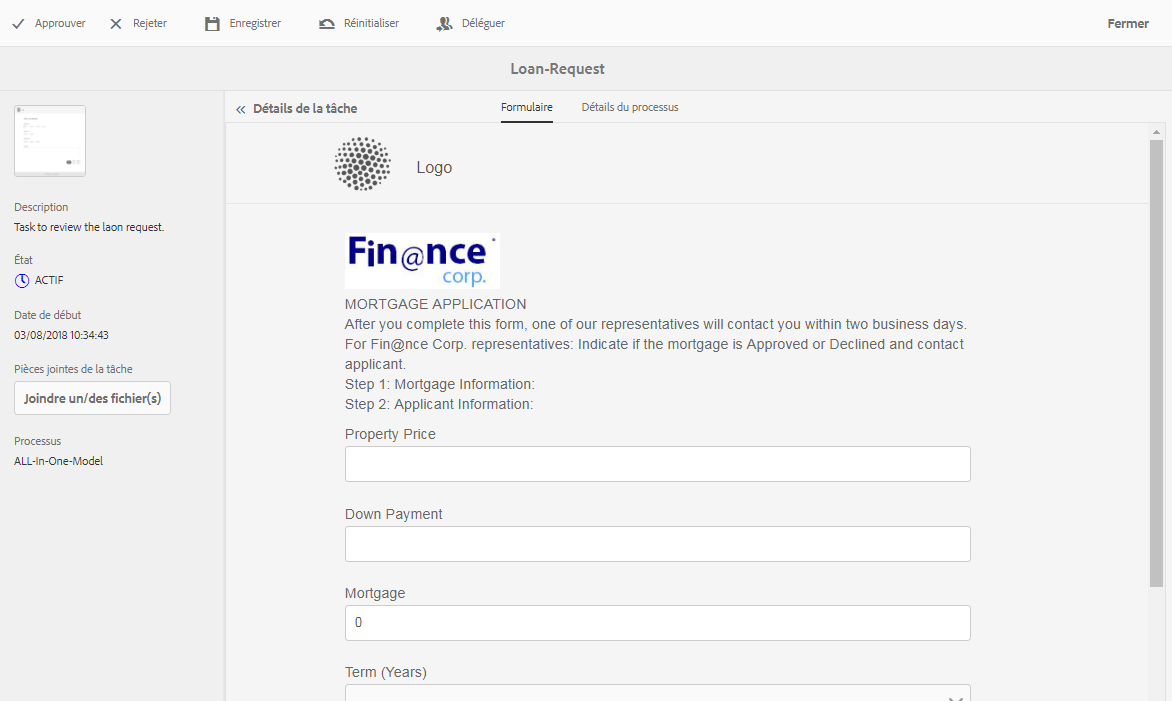 Approuver
Rejeter
Enregistrer
Réinitialiser
Déléguer
Fermer
Loan-Request
Description
Task to review the laon request.
État
ACTIF
Date de début
03/08/2018 10:34:43
Pièces jointes de la tâche
Joindre un/des fichier(s)
Processus
ALL-In-One-Model
« Détails de la tâche
Formulaire
Détails du processus
Logo
Fin@nce
corp.
MORTGAGE APPLICATION
After you complete this form, one of our representatives will contact you within two business days.
For Fin@nce Corp. representatives: Indicate if the mortgage is Approved or Declined and contact
applicant.
Step 1: Mortgage Information:
Step 2: Applicant Information:
Property Price
Down Payment
Mortgage
0
Term (Years)